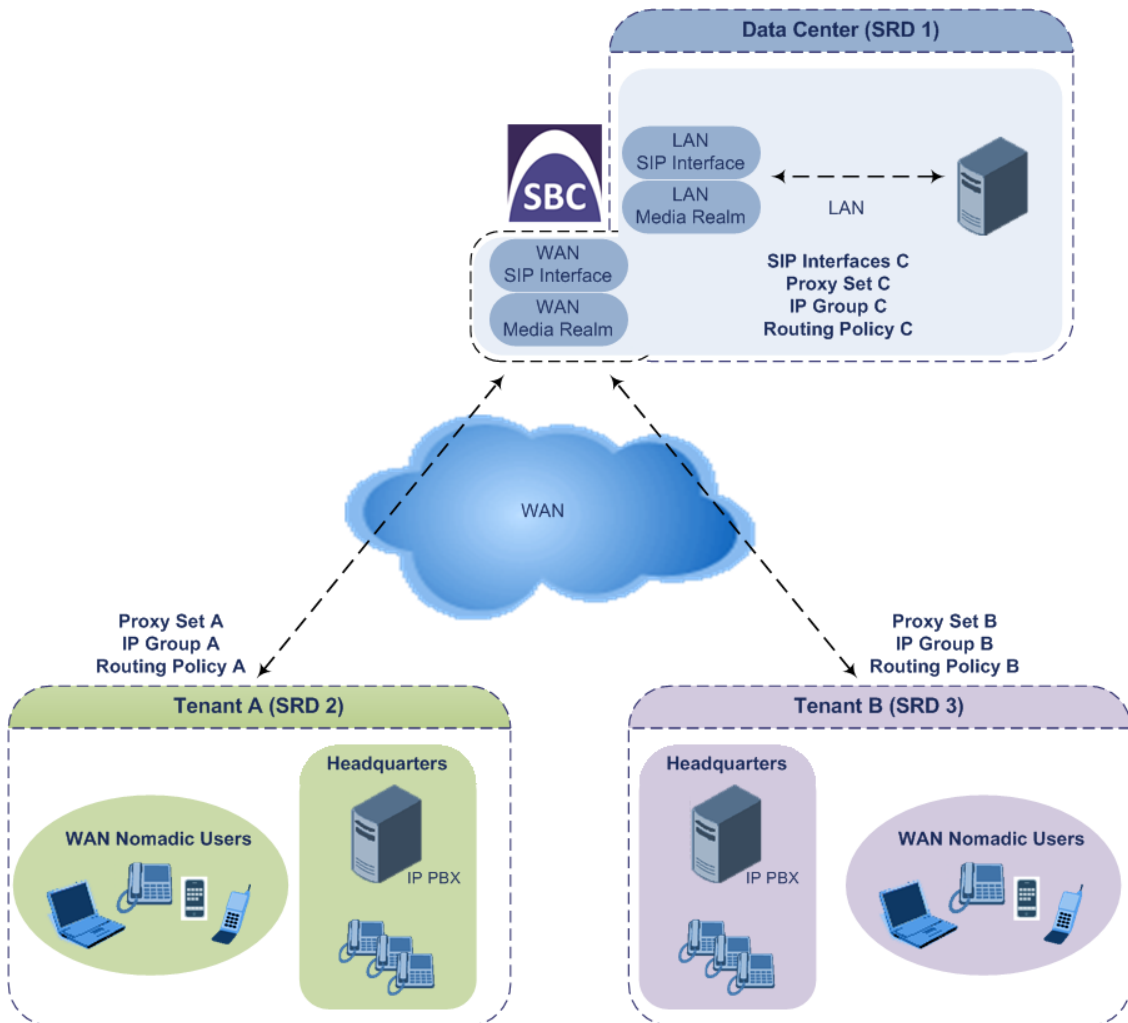 Data Center (SRD 1)
LAN
SIP Interface
LAN
Media Realm
LAN
SBC
WAN
SIP Interface
WAN
Media Realm
SIP Interfaces C
Proxy Set C
IP Group C
Routing Policy C
WAN
Proxy Set A
IP Group A
Routing Policy A
Proxy Set B
IP Group B
Routing Policy B
Tenant A (SRD 2)
WAN Nomadic Users
Headquarters
IP PBX
Tenant B (SRD 3)
Headquarters
IP PBX
WAN Nomadic Users